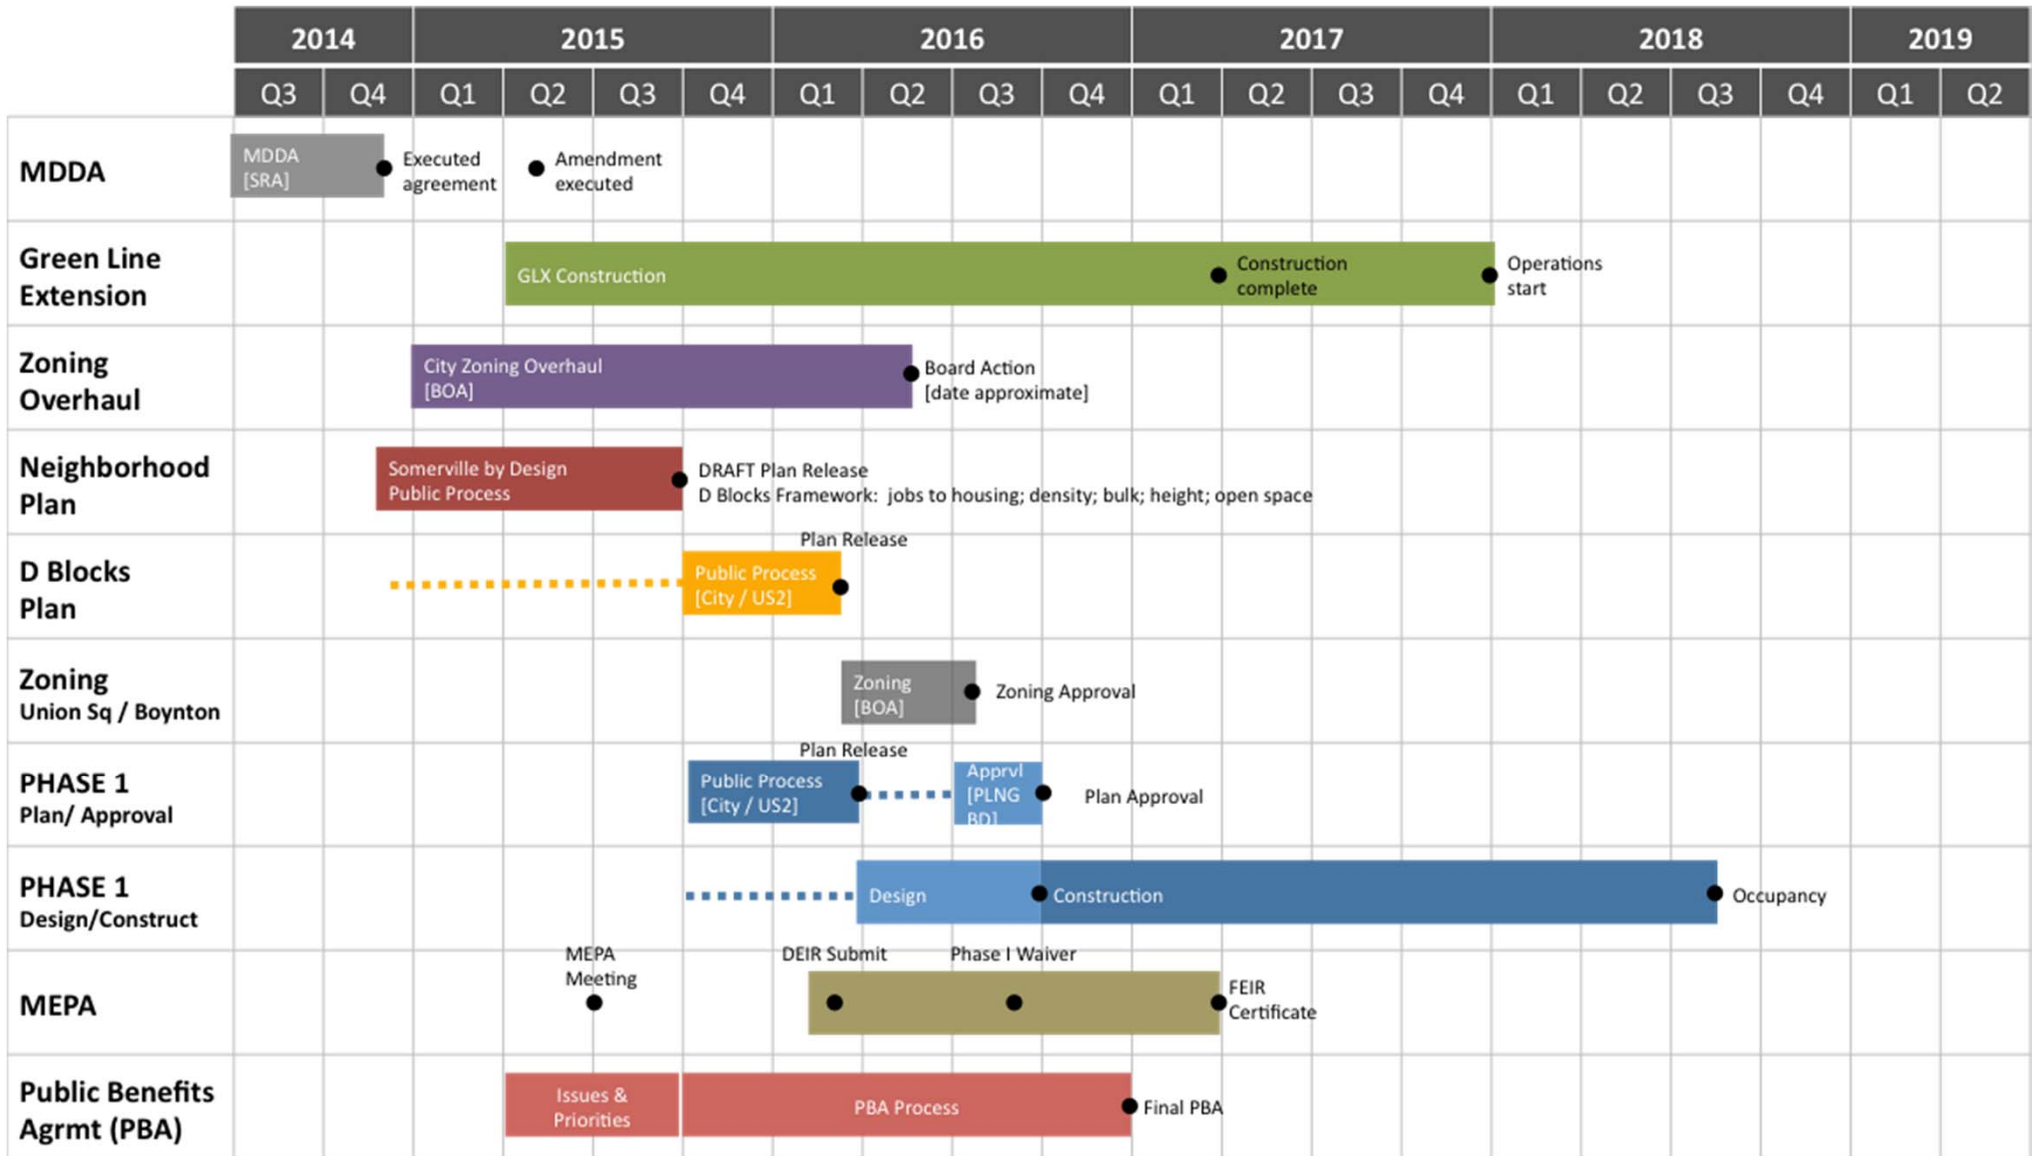 2014 2015 2016 2017 2018 2019
Q3 Q4 Q1 Q2 Q3 Q4 Q1 Q2 Q3 Q4 Q1 Q2 Q3 Q4 Q1 Q2 Q3 Q4 Q1 Q2
MDDA
MDDA
[SRA]
Executed
agreement
Amendment
executed
Green Line
Extension
GLX Construction
Construction
complete
Operations
start
Zoning
Overhaul
City Zoning Overhaul
[BOA]
Board Action
[date approximate]
Neighborhood
Plan
Somerville by Design
Public Process
DRAFT Plan Release
D Blocks Framework: jobs to housing; density; bulk; height; open space
D Blocks
Plan
Plan Release
Public Process
[City / US2]
Zoning
Union Sq / Boynton
Zoning
[BOA]
Zoning Approval
PHASE 1
Plan/ Approval
Plan Release
Public Process
[City / US2]
Apprvl
[PLNG
BD]
Plan Approval
PHASE 1
Design/Construct
Design
Construction
Occupancy
MEPA
MEPA
Meeting
DEIR Submit
Phase I Waiver
FEIR
Certificate
Public Benefits
Agrmt (PBA)
Issues &
Priorities
PBA Process
Final PBA